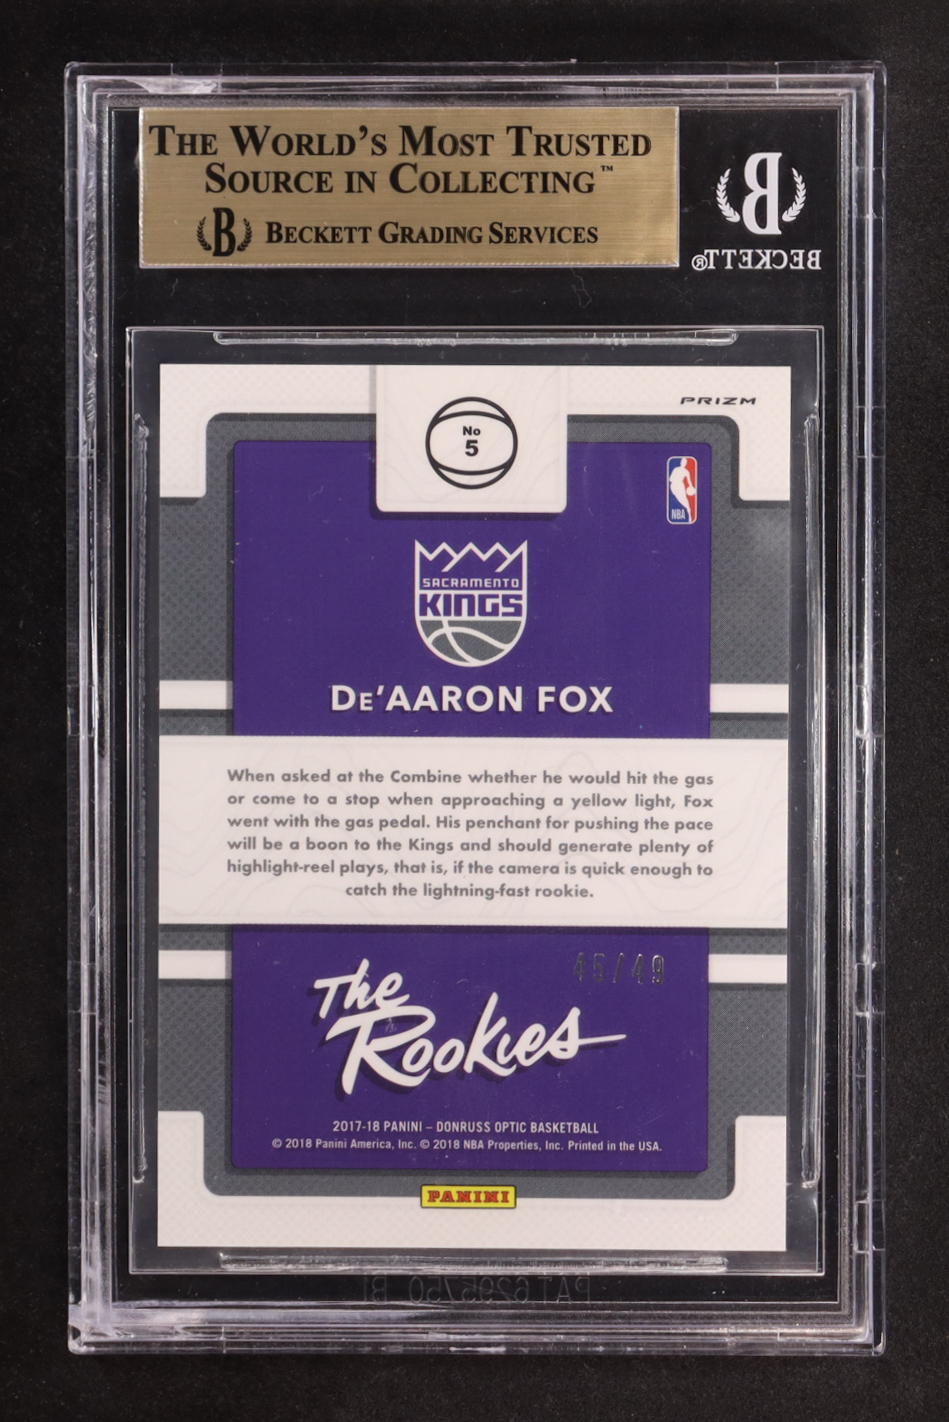 THE WORLD'S MOST TRUSTED
SOURCE IN COLLECTING™
B BECKETT GRADING SERVICES
B
BECKETT®
PRIZM
No
5
NBA
SACRAMENTO
KINGS
DE'AARON FOX
When asked at the Combine whether he would hit the gas
or come to a stop when approaching a yellow light, Fox
went with the gas pedal. His penchant for pushing the pace
will be a boon to the Kings and should generate plenty of
highlight-reel plays, that is, if the camera is quick enough to
catch the lightning-fast rookie.
45/49
The
Rookies
2017-18 PANINI – DONRUSS OPTIC BASKETBALL
© 2018 Panini America, Inc. © 2018 NBA Properties, Inc. Printed in the USA.
PANINI
PAT 6295750 B1